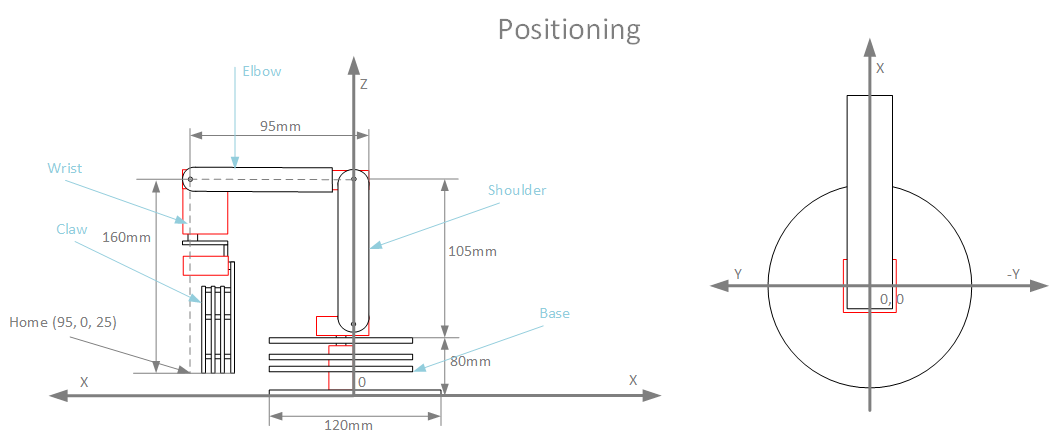 Positioning
Elbow
Z
X
95mm
Wrist
Shoulder
Claw
160mm
105mm
Y
-Y
0, 0
Home (95, 0, 25)
Base
80mm
X
0
X
120mm